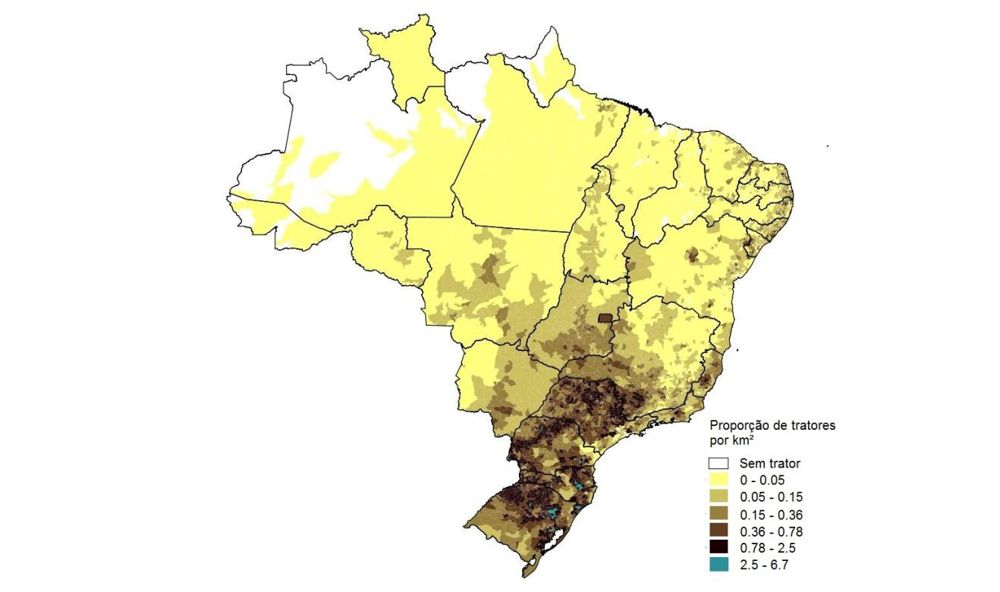 Proporção de tratores
por km²
Sem trator
0 - 0.05
0.05 - 0.15
0.15 - 0.36
0.36 - 0.78
0.78 - 2.5
2.5 - 6.7